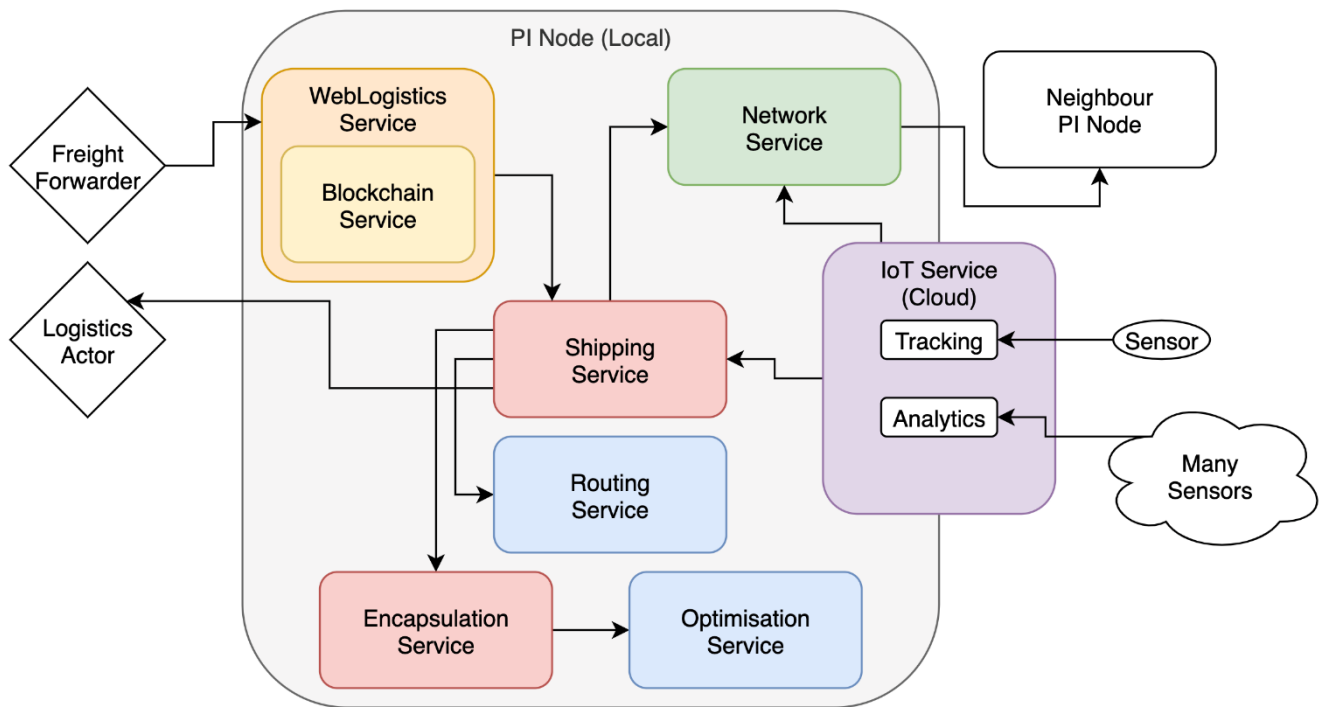 PI Node (Local)
WebLogistics
Service
Blockchain
Service
Network
Service
Neighbour
PI Node
Freight
Forwarder
IoT Service
(Cloud)
Tracking
Sensor
Logistics
Actor
Shipping
Service
Analytics
Many
Sensors
Routing
Service
Encapsulation
Service
Optimisation
Service